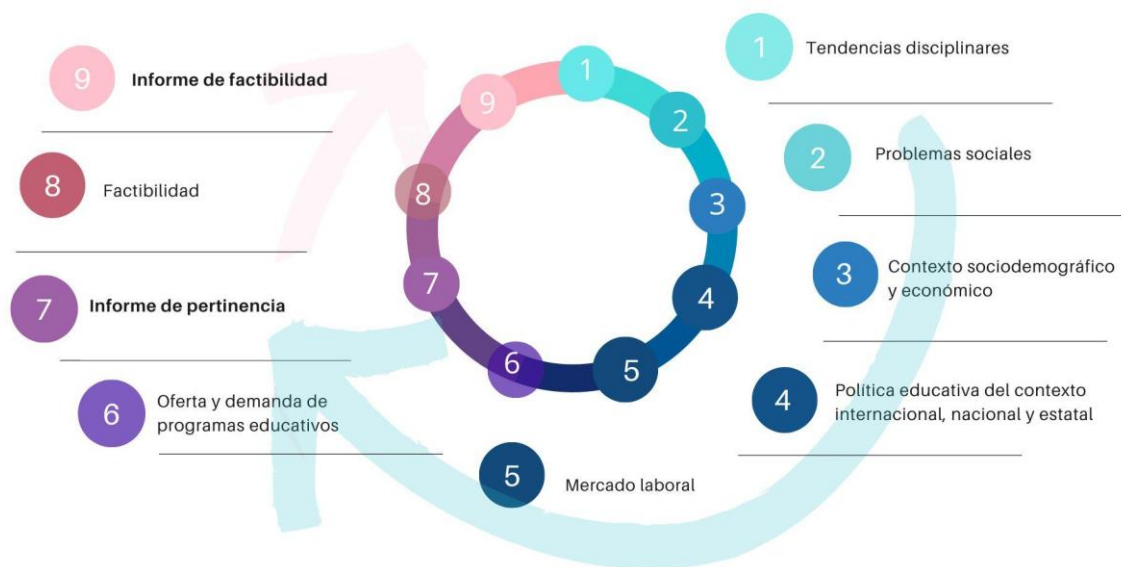 1
Tendencias disciplinares
2
Problemas sociales
3
Contexto sociodemográfico
y económico
4
Política educativa del contexto
internacional, nacional y estatal
5
Mercado laboral
6
Oferta y demanda de
programas educativos
7
Informe de pertinencia
8
Factibilidad
9
Informe de factibilidad
1
2
3
4
5
6
7
8
9